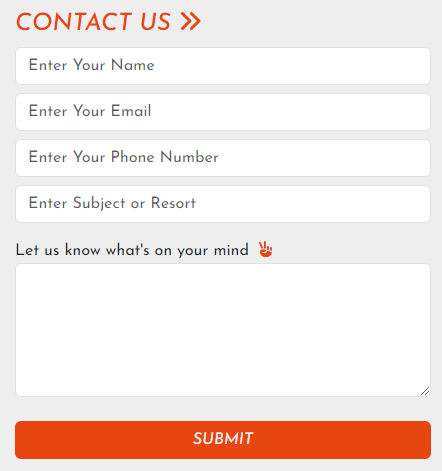 CONTACT US
Enter Your Name
Enter Your Email
Enter Your Phone Number
Enter Subject or Resort
Let us know what's on your mind
SUBMIT